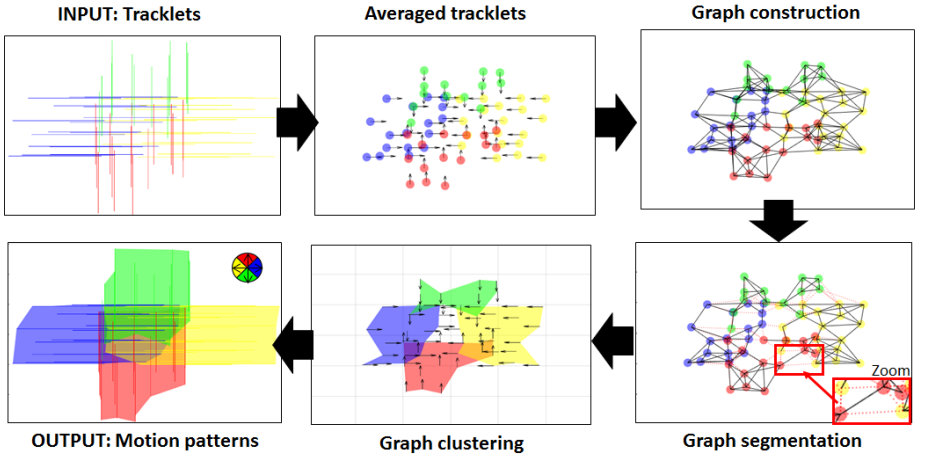 INPUT: Tracklets
Averaged tracklets
Graph construction
Zoom
OUTPUT: Motion patterns
Graph clustering
Graph segmentation